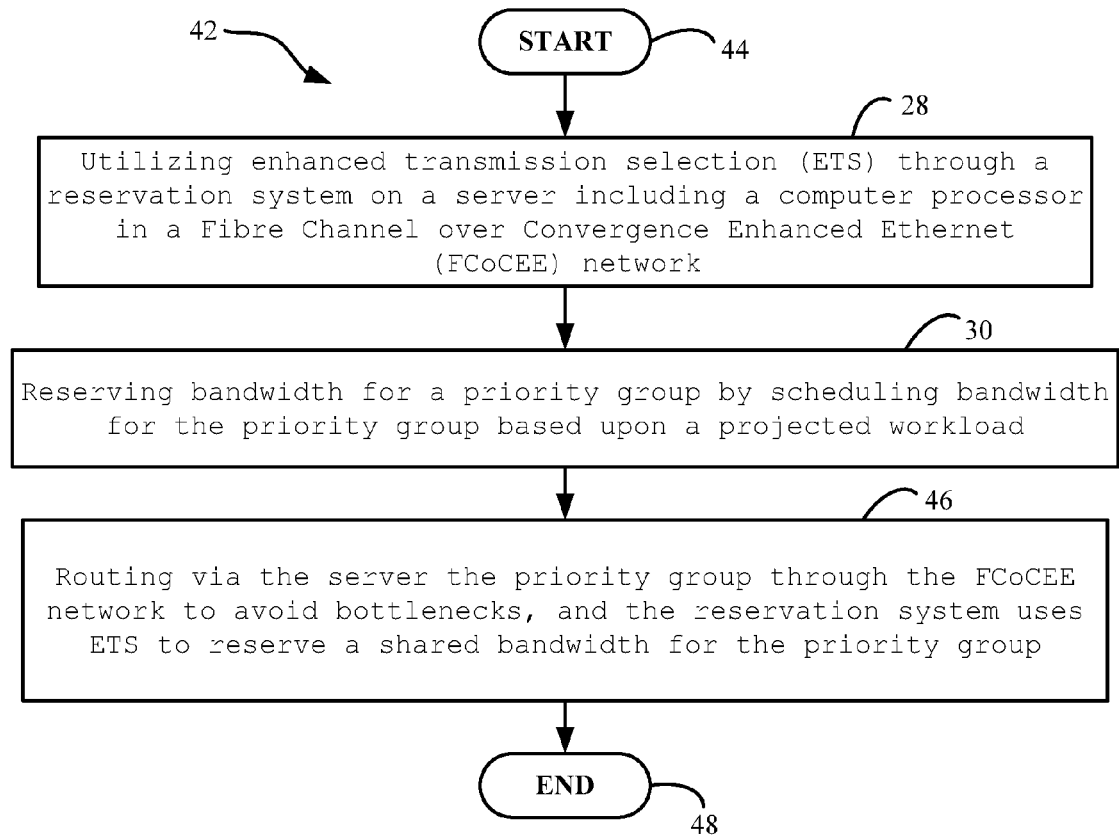 42
START
44
28
Utilizing enhanced transmission selection (ETS) through a
reservation system on a server including a computer processor
in a Fibre Channel over Convergence Enhanced Ethernet
(FCoCEE) network
30
Reserving bandwidth for a priority group by scheduling bandwidth
for the priority group based upon a projected workload
46
Routing via the server the priority group through the FCoCEE
network to avoid bottlenecks, and the reservation system uses
ETS to reserve a shared bandwidth for the priority group
END
48